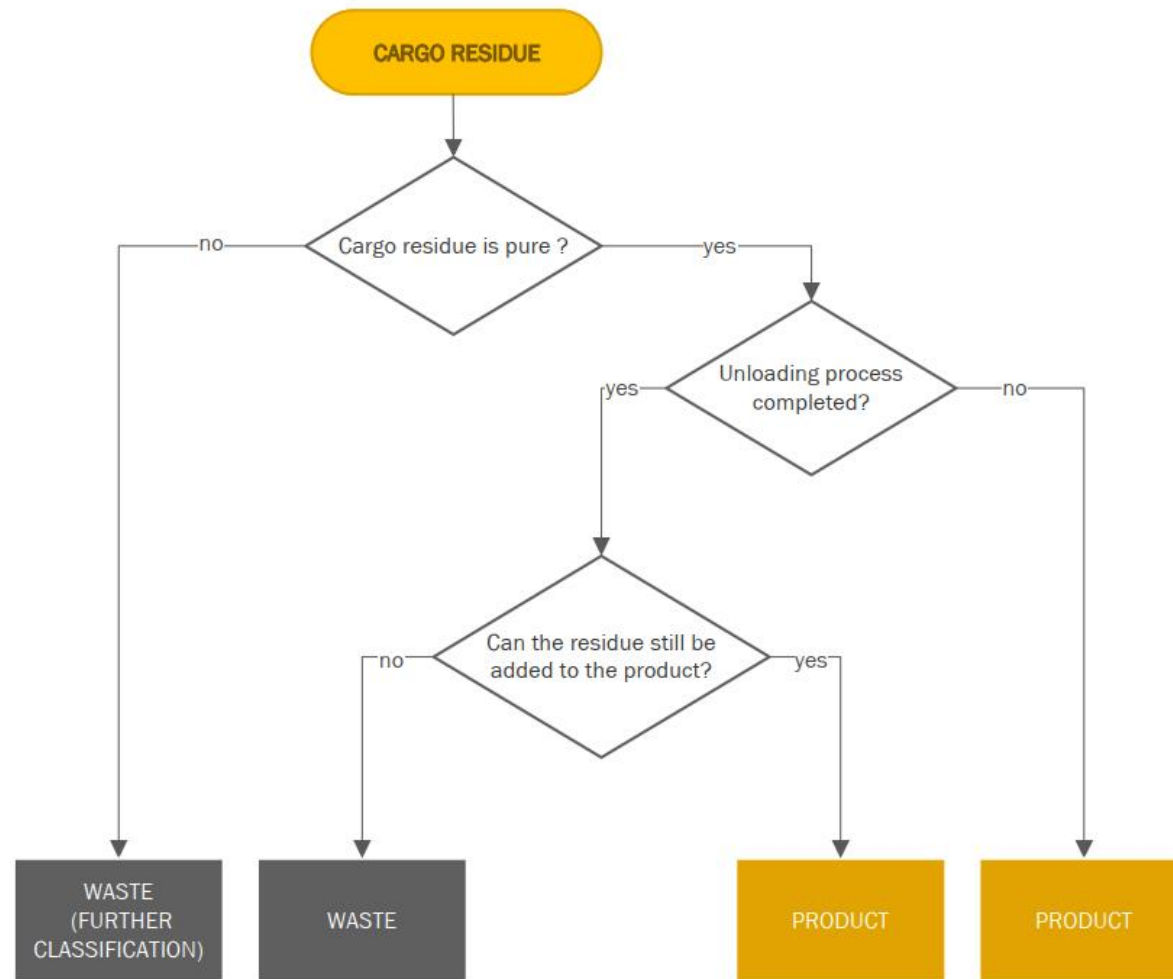 CARGO RESIDUE
Cargo residue is pure ?
no
yes
Unloading process
completed?
yes
no
Can the residue still be
added to the product?
no
yes
WASTE
(FURTHER
CLASSIFICATION)
WASTE
PRODUCT
PRODUCT